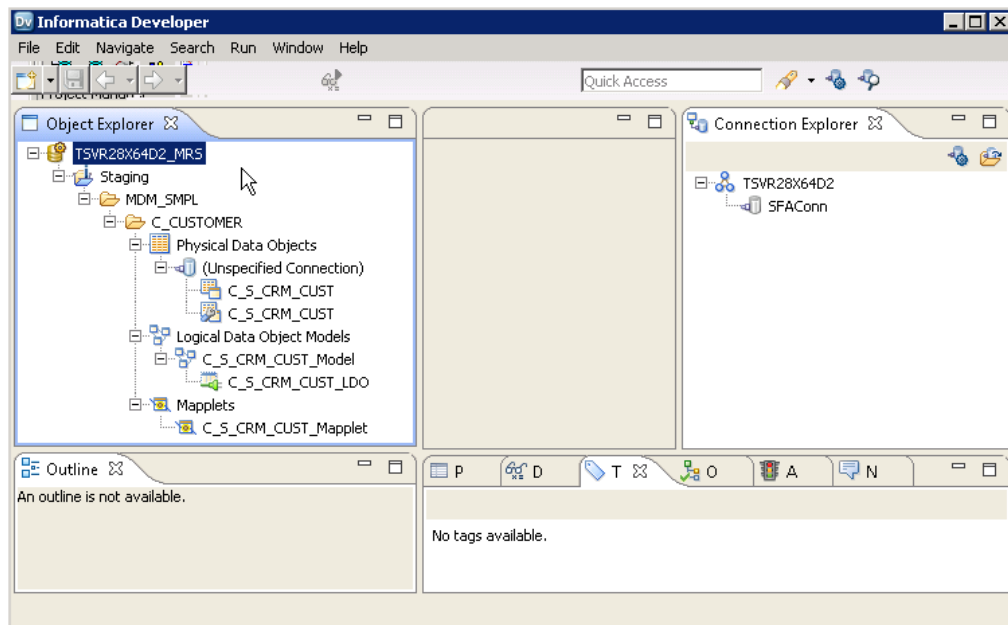 Dv Informatica Developer
File Edit Navigate Search Run Window Help
Quick Access
Object Explorer
TSVR28X64D2_MRS
Staging
MDM_SMPL
C_CUSTOMER
Physical Data Objects
(Unspecified Connection)
C_S_CRM_CUST
C_S_CRM_CUST
Logical Data Object Models
C_S_CRM_CUST_Model
C_S_CRM_CUST_LDO
Mapplets
C_S_CRM_CUST_Mapplet
Connection Explorer
TSVR28X64D2
SFAConn
Outline
An outline is not available.
P D T O A N
No tags available.